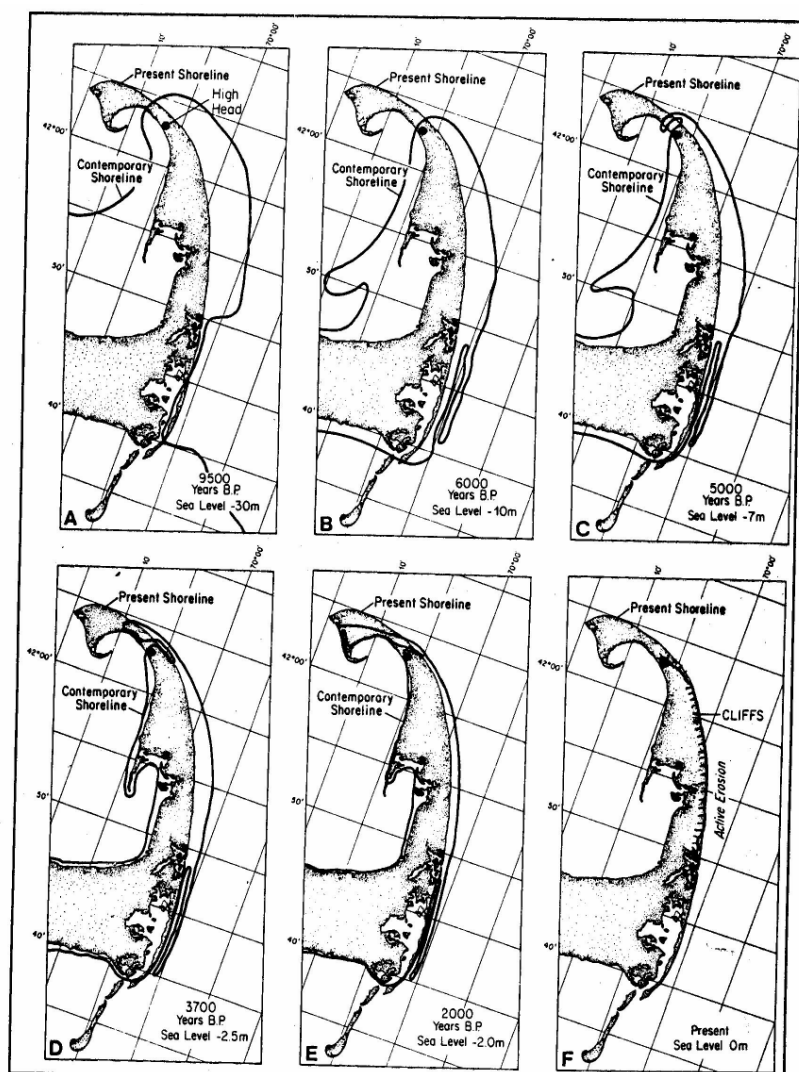 70°00'
10'
Present Shoreline
High
Head
42°00'
Contemporary
Shoreline
50'
40'
9500
Years B.P.
Sea Level -30m
A
70°00'
10'
Present Shoreline
42°00'
Contemporary
Shoreline
50'
40'
6000
Years B.P.
Sea Level -10m
B
70°00'
10'
Present Shoreline
42°00'
Contemporary
Shoreline
50'
40'
5000
Years B.P.
Sea Level -7m
C
70°00'
10'
Present Shoreline
42°00'
Contemporary
Shoreline
50'
40'
3700
Years B.P.
Sea Level -2.5m
D
70°00'
10'
Present Shoreline
42°00'
Contemporary
Shoreline
50'
40'
2000
Years B.P.
Sea Level -2.0m
E
70°00'
10'
Present Shoreline
42°00'
CLIFFS
Active Erosion
50'
40'
Present
Sea Level 0m
F